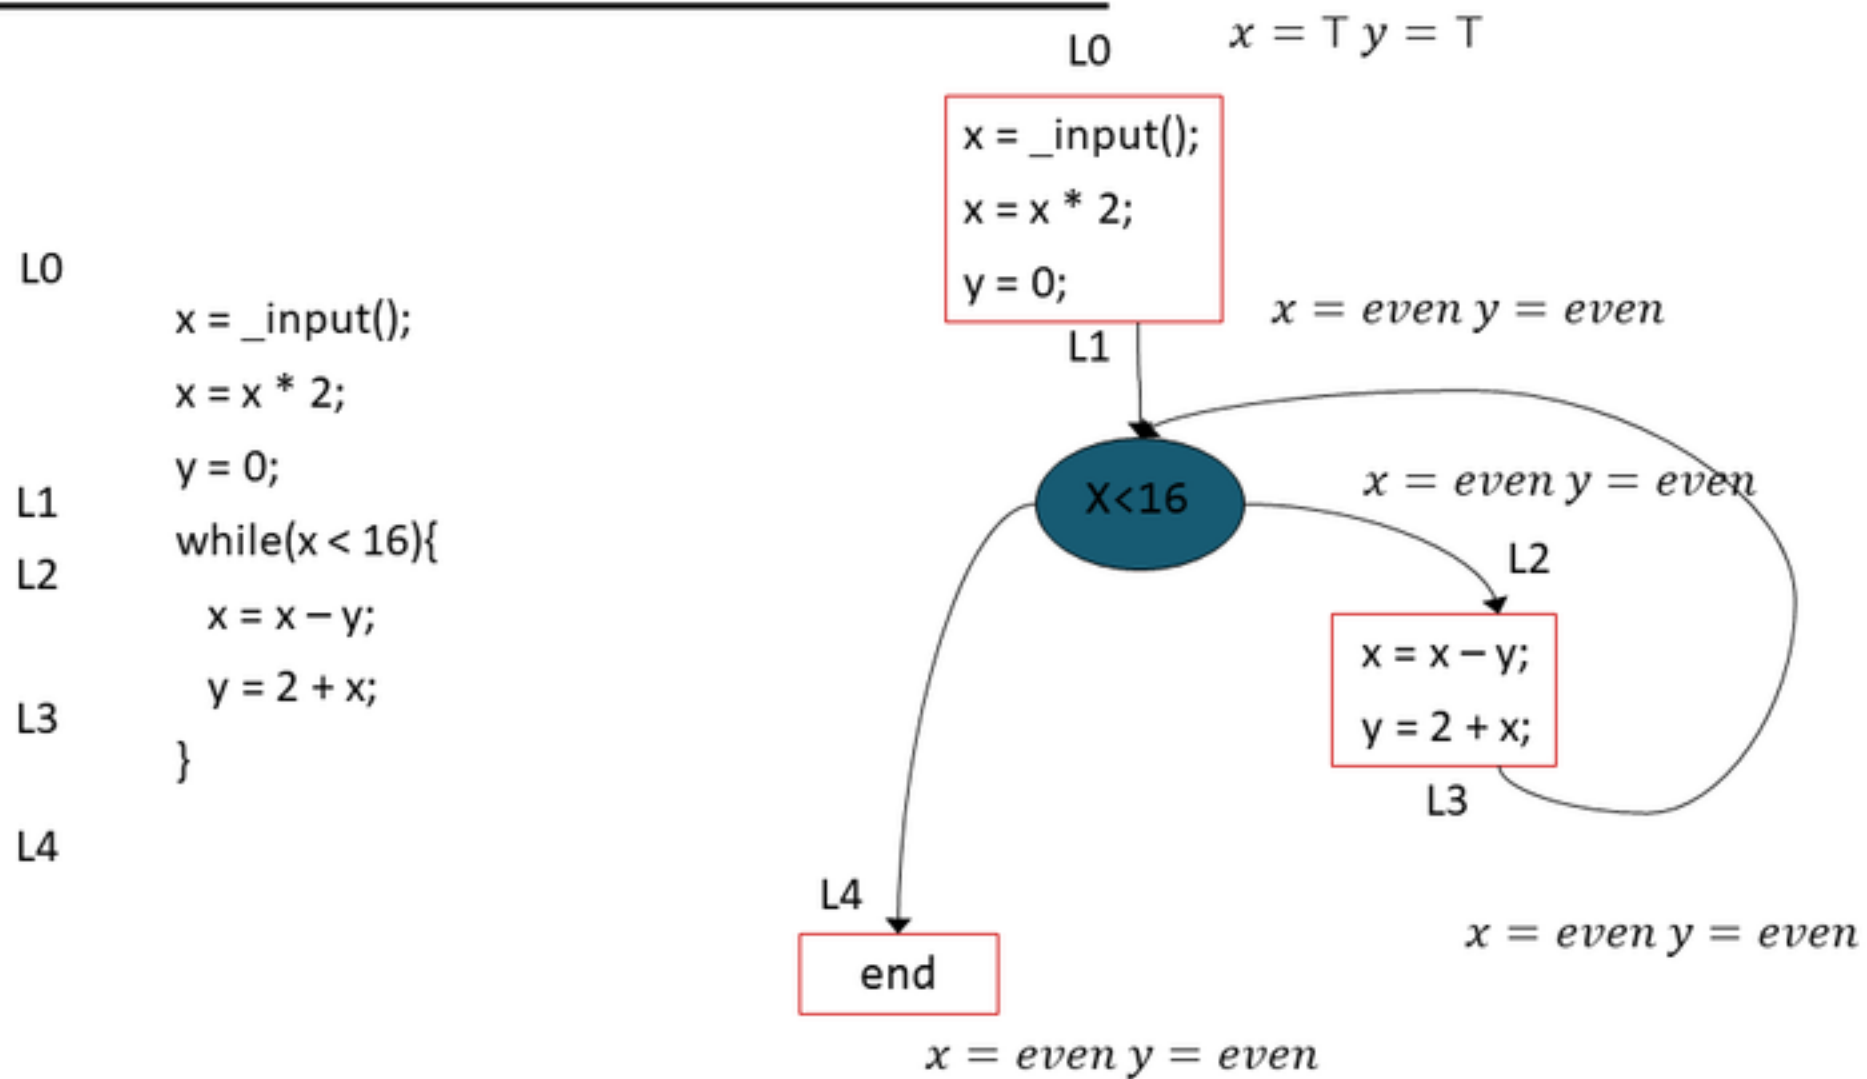 L0
x = _input();
x = x * 2;
y = 0;
L1
while(x < 16){
L2
x = x – y;
y = 2 + x;
L3
}
L4
x = ⊤ y = ⊤
L0
x = _input();
x = x * 2;
y = 0;
x = even y = even
L1
X<16
x = even y = even
L2
x = x – y;
y = 2 + x;
L3
x = even y = even
L4
end
x = even y = even